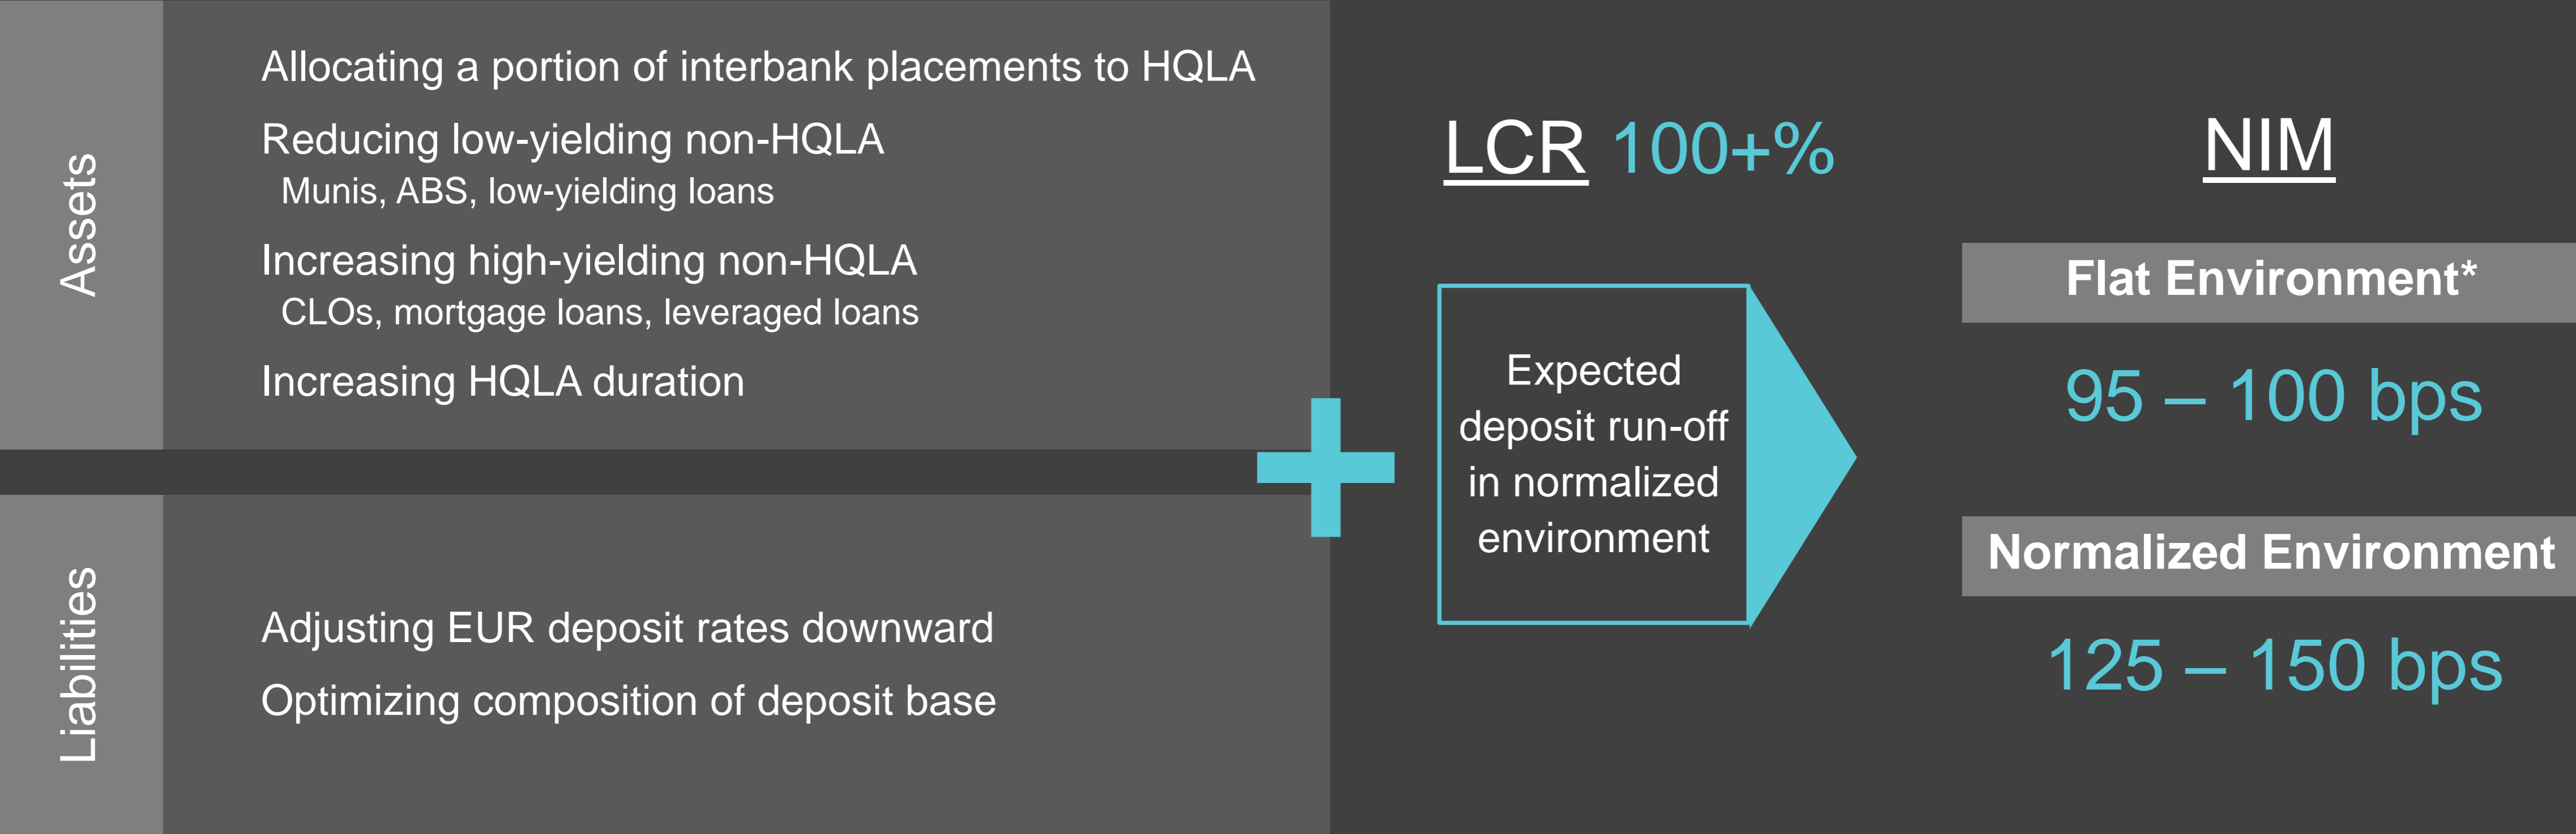 Assets
Allocating a portion of interbank placements to HQLA
Reducing low-yielding non-HQLA
Munis, ABS, low-yielding loans
Increasing high-yielding non-HQLA
CLOs, mortgage loans, leveraged loans
Increasing HQLA duration
Liabilities
Adjusting EUR deposit rates downward
Optimizing composition of deposit base
+
LCR 100+%
Expected
deposit run-off
in normalized
environment
NIM
Flat Environment*
95 – 100 bps
Normalized Environment
125 – 150 bps